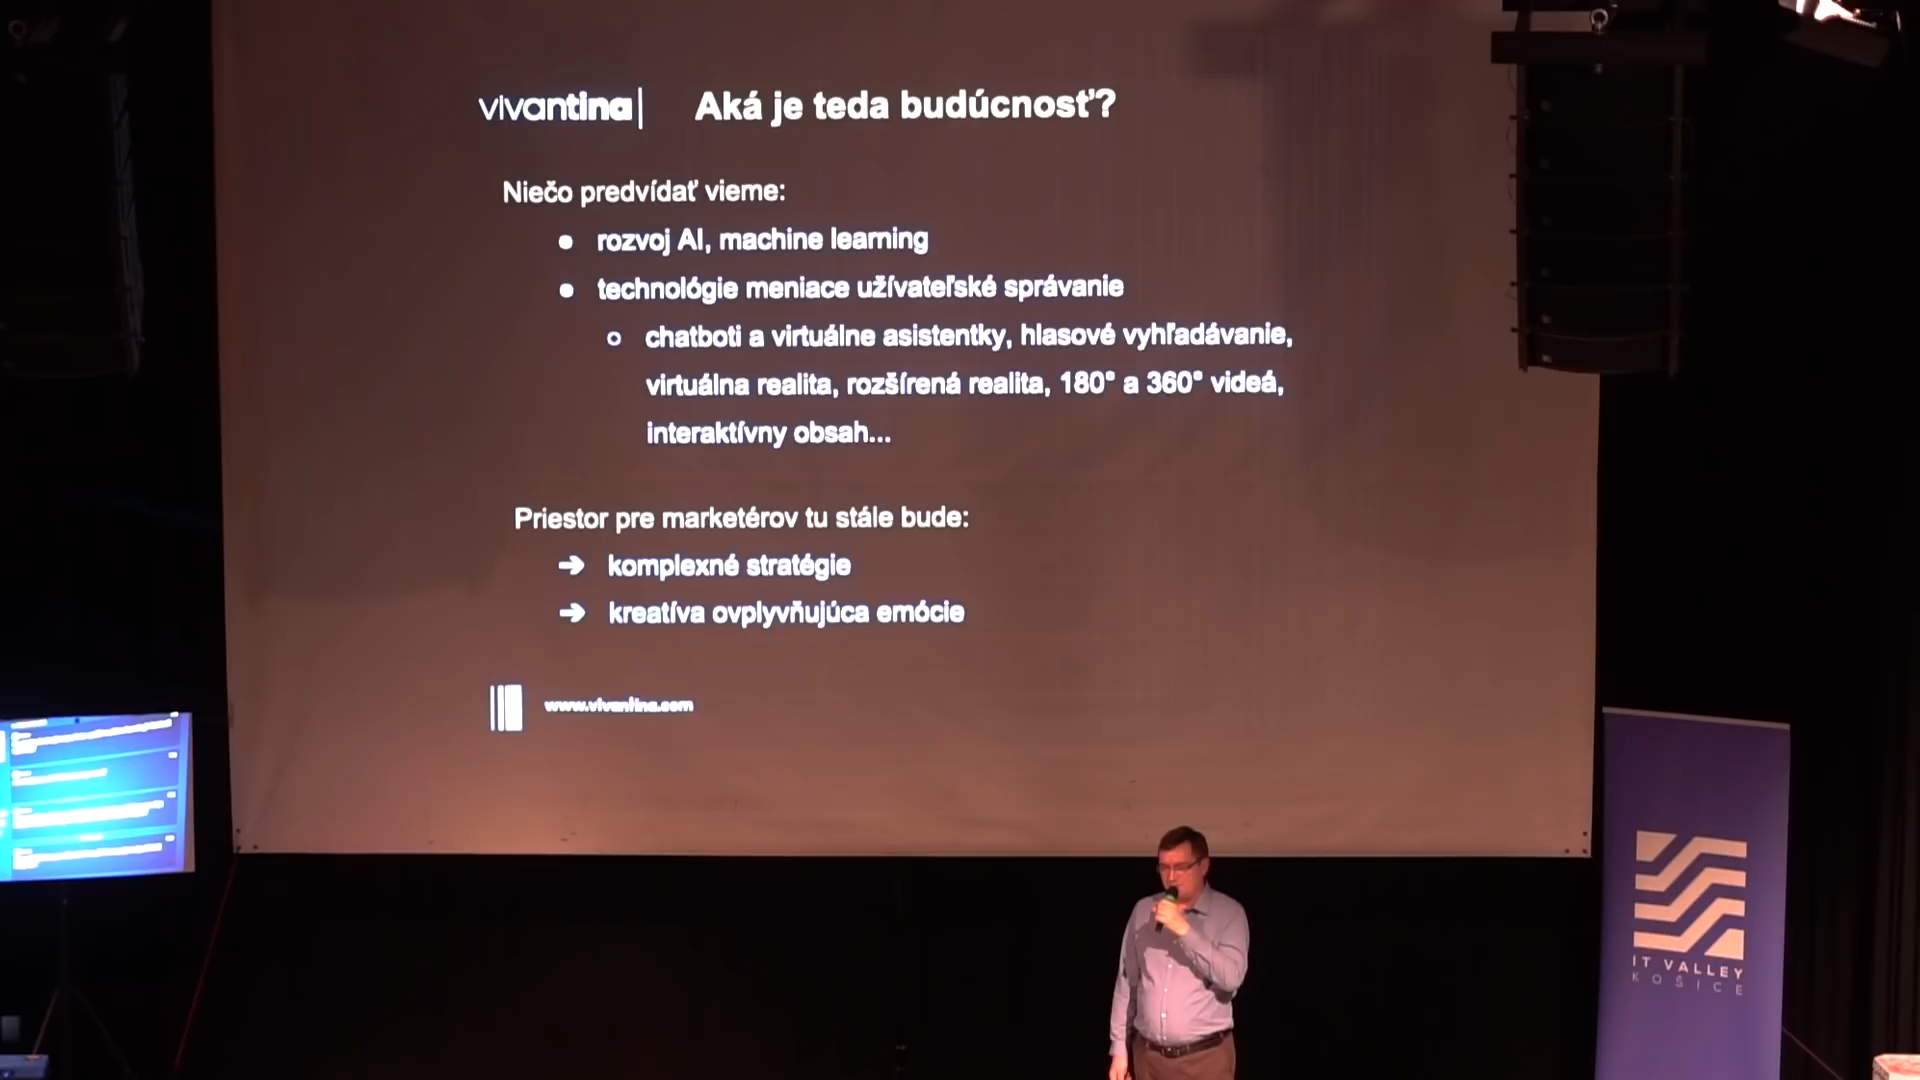 vivantina| Aká je teda budúcnosť?
Niečo predvídať vieme:
● rozvoj AI, machine learning
● technológie meniace užívateľské správanie
○ chatboti a virtuálne asistentky, hlasové vyhľadávanie,
virtuálna realita, rozšírená realita, 180° a 360° videá,
interaktívny obsah...
Priestor pre marketérov tu stále bude:
➔ komplexné stratégie
➔ kreatíva ovplyvňujúca emócie
www.vivantina.com
IT VALLEY
KOŠICE